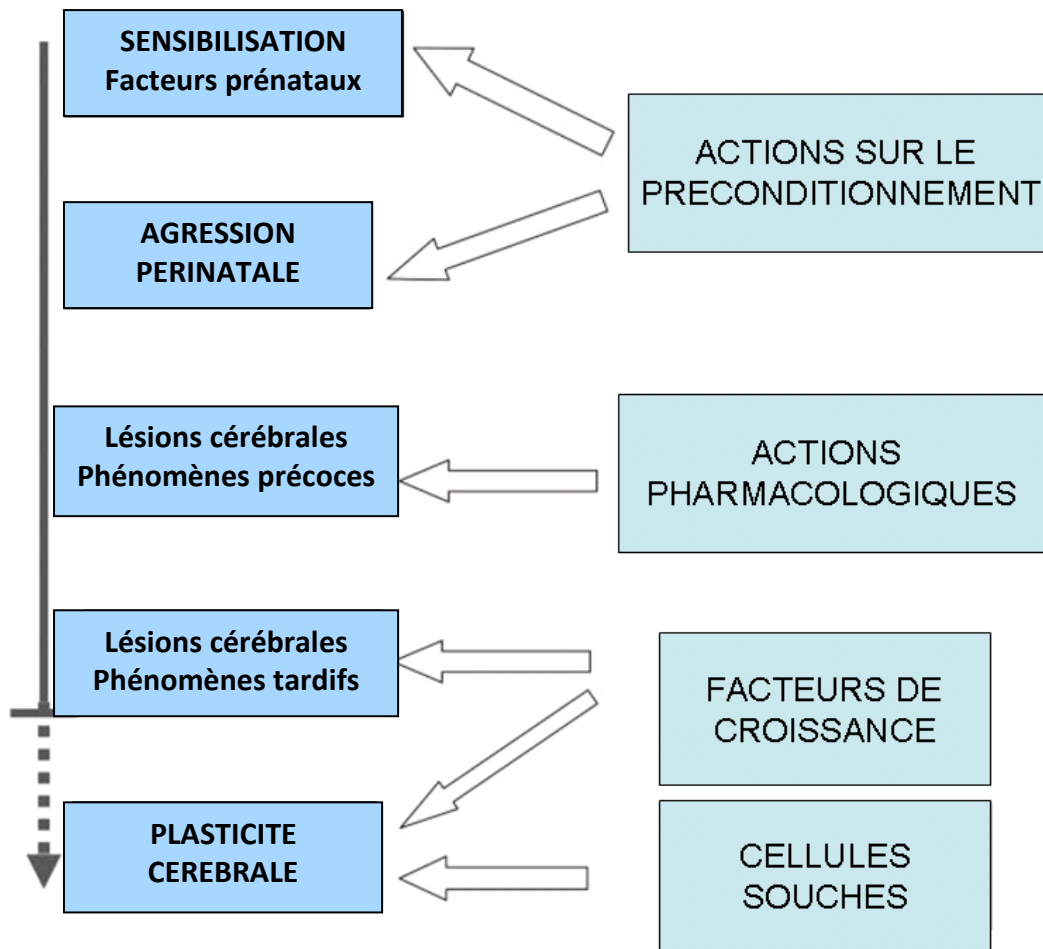 SENSIBILISATION
Facteurs prénataux
ACTIONS SUR LE
PRECONDITIONNEMENT
AGRESSION
PERINATALE
Lésions cérébrales
Phénomènes précoces
ACTIONS
PHARMACOLOGIQUES
Lésions cérébrales
Phénomènes tardifs
FACTEURS DE
CROISSANCE
PLASTICITE
CEREBRALE
CELLULES
SOUCHES